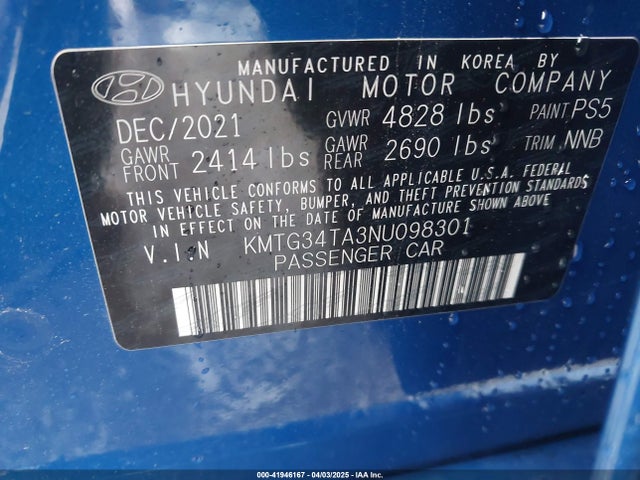 MANUFACTURED IN KOREA BY
HYUNDAI MOTOR COMPANY
DEC/2021 GVWR 4828 lbs PAINT PS5
GAWR FRONT 2414 lbs GAWR REAR 2690 lbs TRIM NNB
THIS VEHICLE CONFORMS TO ALL APPLICABLE U.S.A. FEDERAL
MOTOR VEHICLE SAFETY, BUMPER, AND THEFT PREVENTION STANDARDS
IN EFFECT ON THE DATE OF MANUFACTURE SHOWN ABOVE.
V.I.N KMTG34TA3NU098301
PASSENGER CAR
000-41946167 - 04/03/2025 - IAA Inc.